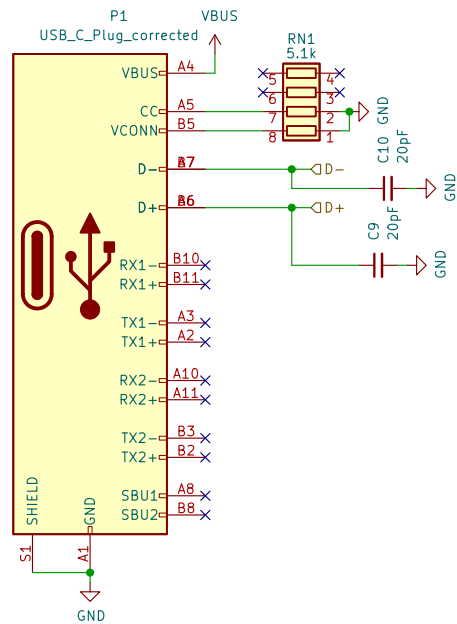 P1
USB_C_Plug_corrected
VBUS
RN1
5.1k
VBUS A4
5 4
6 3
CC A5
7 2
GND
VCONN B5
8 1
D- A7
D-
C10
20pF
GND
D+ A6
D+
C9
20pF
GND
RX1- B10
RX1+ B11
TX1- A3
TX1+ A2
RX2- A10
RX2+ A11
TX2- B3
TX2+ B2
SBU1 A8
SBU2 B8
SHIELD
GND
S1
A1
GND